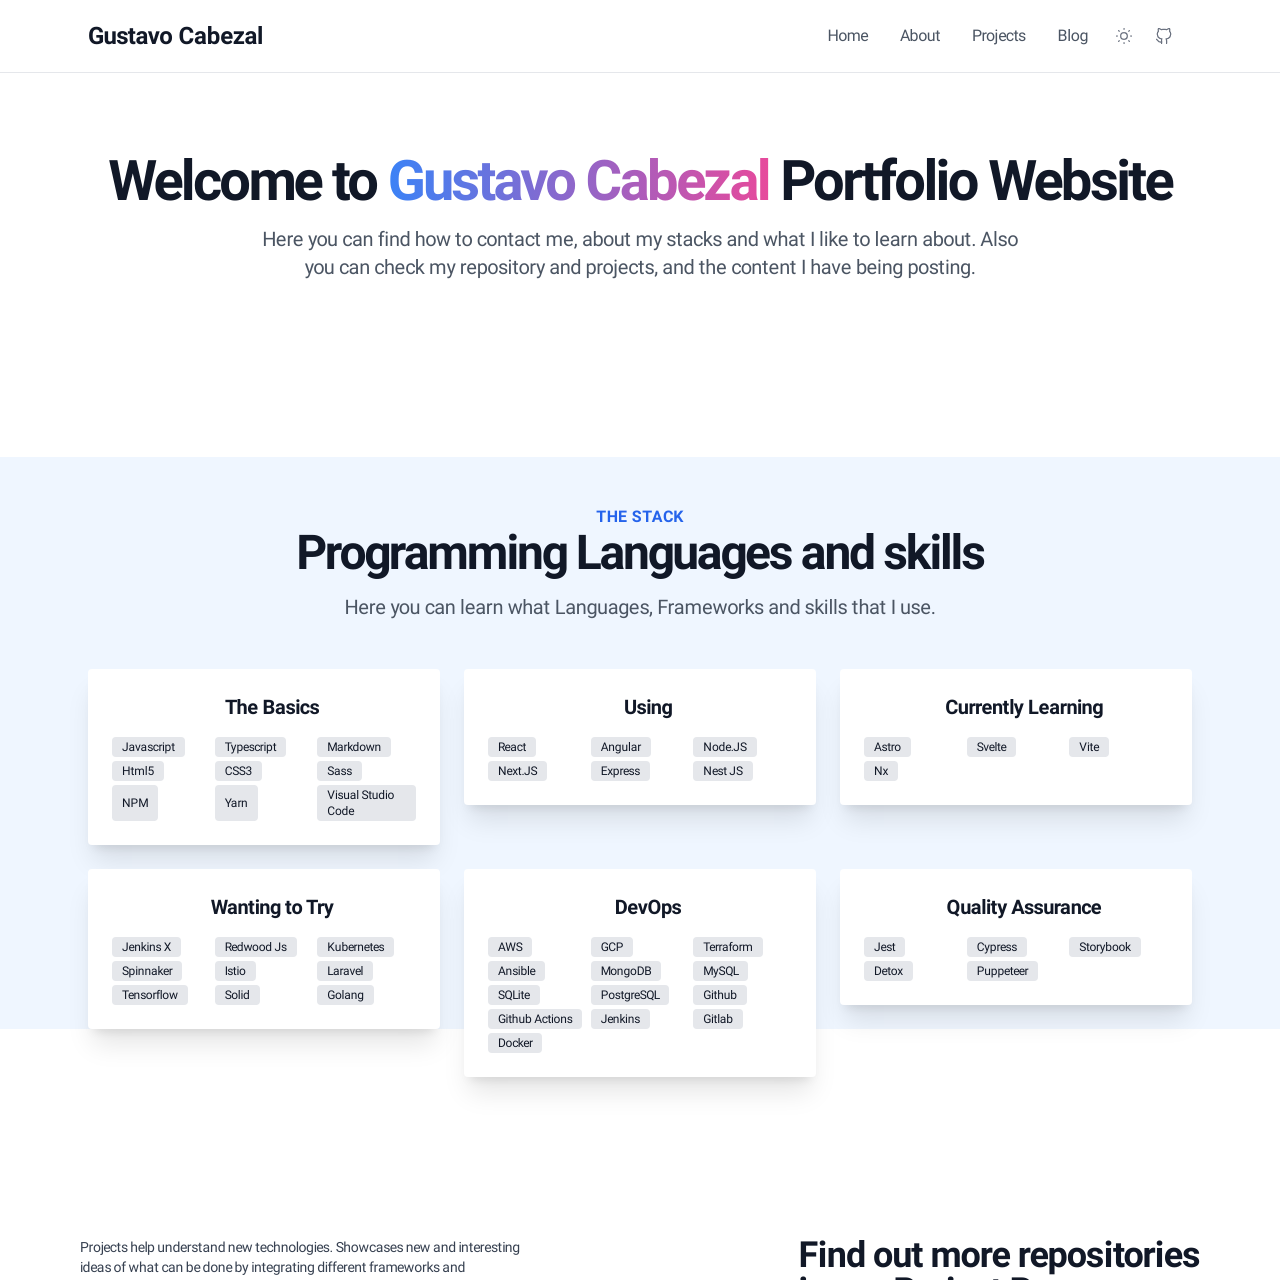 Gustavo Cabezal
Home About Projects Blog
Welcome to Gustavo Cabezal Portfolio Website
Here you can find how to contact me, about my stacks and what I like to learn about. Also
you can check my repository and projects, and the content I have being posting.
THE STACK
Programming Languages and skills
Here you can learn what Languages, Frameworks and skills that I use.
The Basics
Javascript Typescript Markdown
Html5 CSS3 Sass
NPM Yarn Visual Studio
Code
Using
React Angular Node.JS
Next.JS Express Nest JS
Currently Learning
Astro Svelte Vite
Nx
Wanting to Try
Jenkins X Redwood Js Kubernetes
Spinnaker Istio Laravel
Tensorflow Solid Golang
DevOps
AWS GCP Terraform
Ansible MongoDB MySQL
SQLite PostgreSQL Github
Github Actions Jenkins Gitlab
Docker
Quality Assurance
Jest Cypress Storybook
Detox Puppeteer
Projects help understand new technologies. Showcases new and interesting
ideas of what can be done by integrating different frameworks and
Find out more repositories